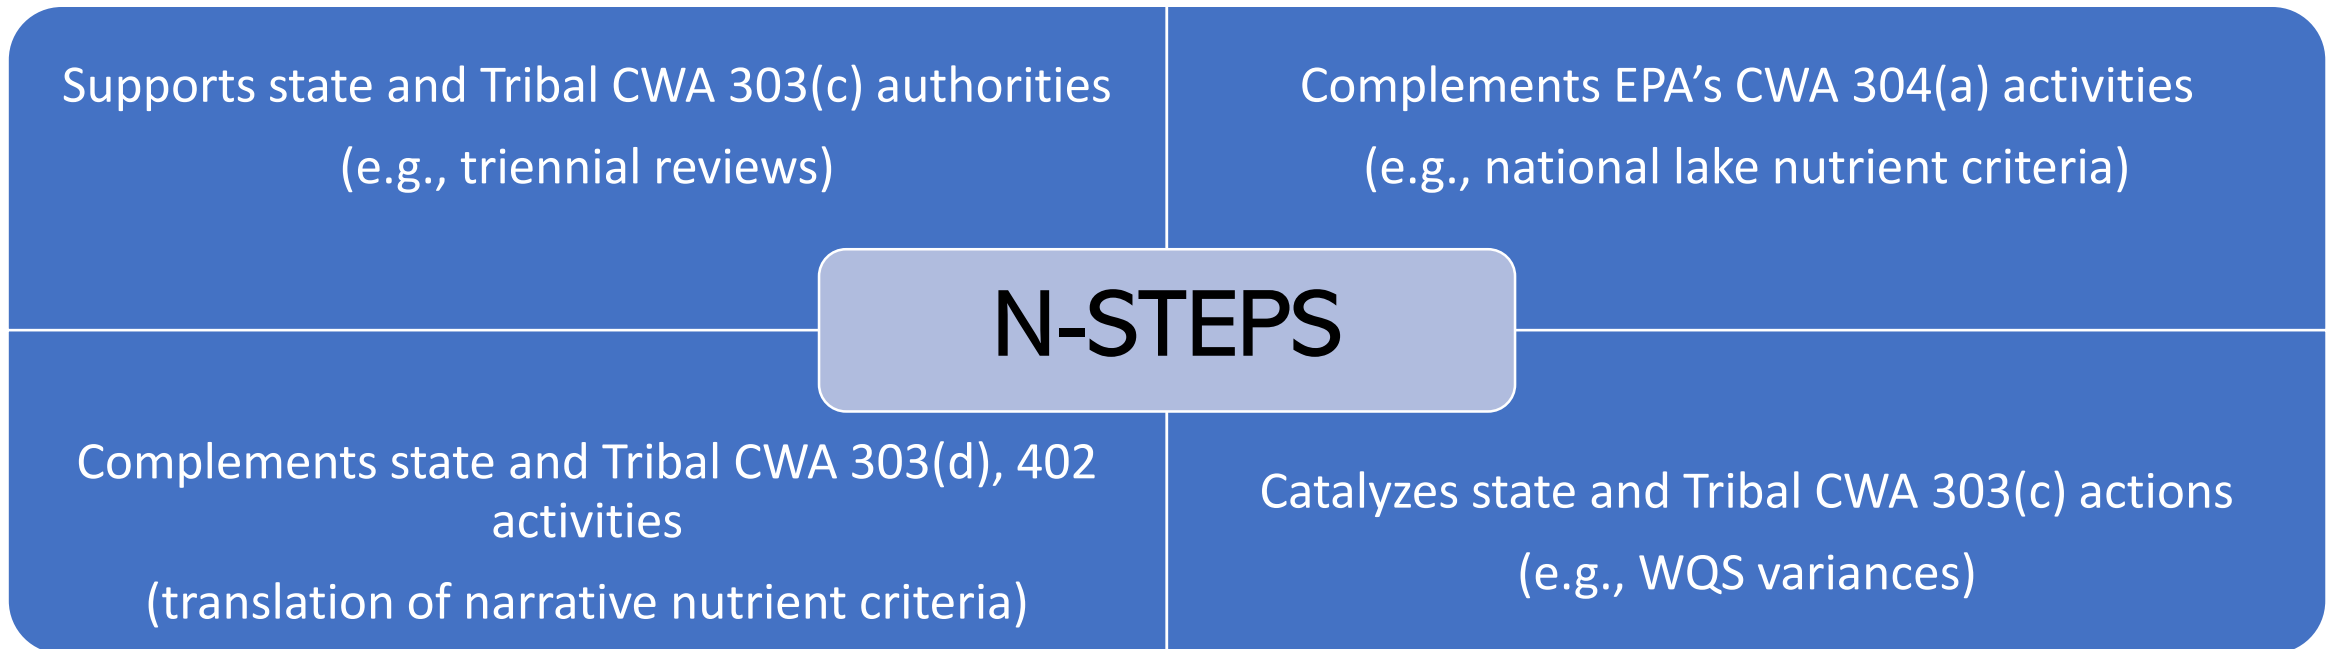 Supports state and Tribal CWA 303(c) authorities
(e.g., triennial reviews)
Complements EPA’s CWA 304(a) activities
(e.g., national lake nutrient criteria)
N-STEPS
Complements state and Tribal CWA 303(d), 402
activities
(translation of narrative nutrient criteria)
Catalyzes state and Tribal CWA 303(c) actions
(e.g., WQS variances)